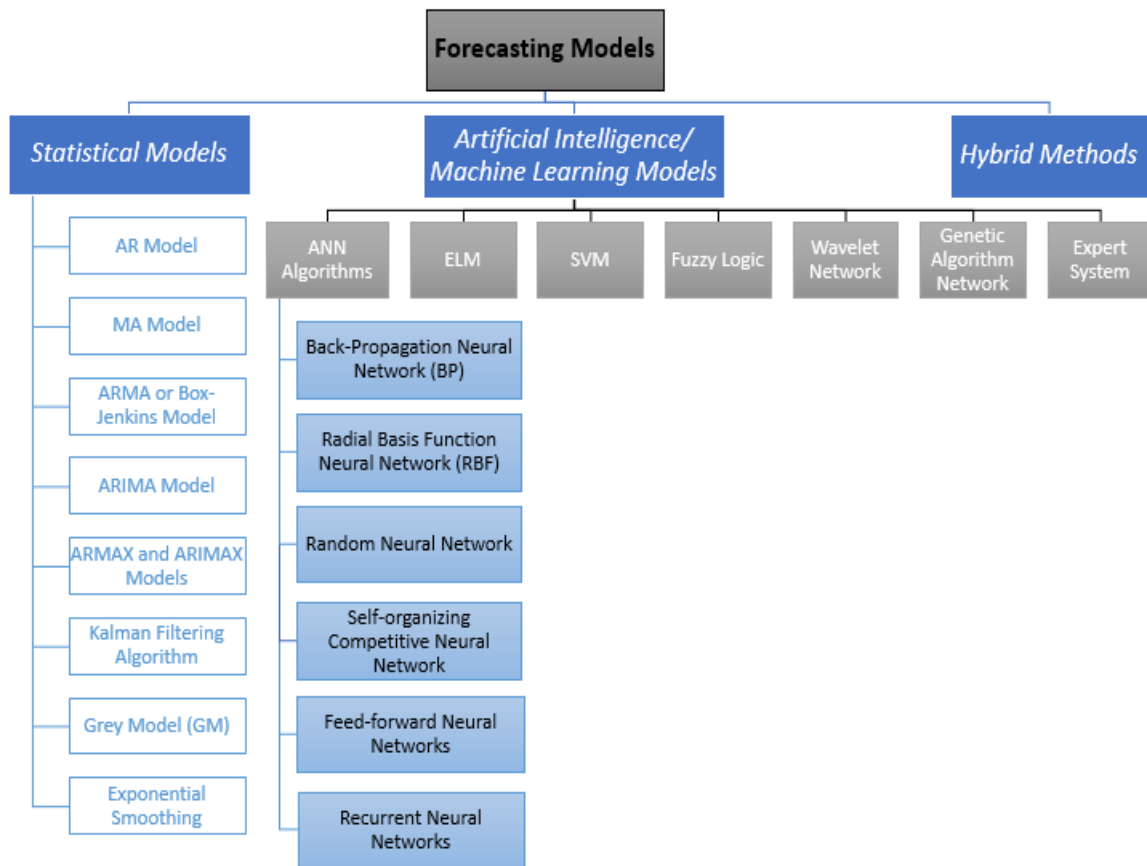 Forecasting Models
Statistical Models
Artificial Intelligence/
Machine Learning Models
Hybrid Methods
AR Model
MA Model
ARMA or Box-
Jenkins Model
ARIMA Model
ARMAX and ARIMAX
Models
Kalman Filtering
Algorithm
Grey Model (GM)
Exponential
Smoothing
ANN
Algorithms
ELM
SVM
Fuzzy Logic
Wavelet
Network
Genetic
Algorithm
Network
Expert
System
Back-Propagation Neural
Network (BP)
Radial Basis Function
Neural Network (RBF)
Random Neural Network
Self-organizing
Competitive Neural
Network
Feed-forward Neural
Networks
Recurrent Neural
Networks